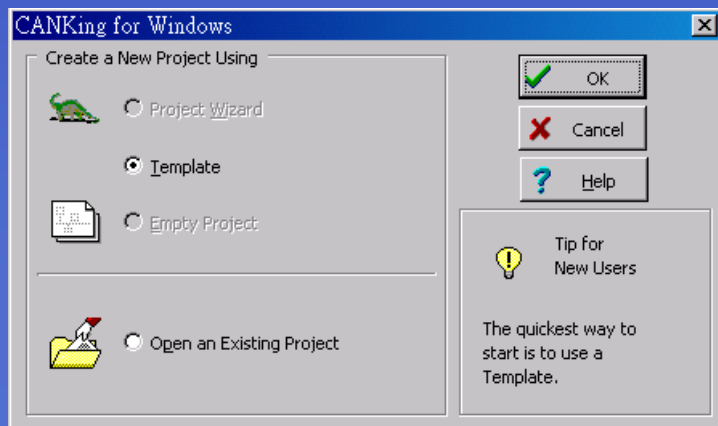 CANKing for Windows
Create a New Project Using
Project Wizard
Template
Empty Project
Open an Existing Project
OK
Cancel
Help
Tip for
New Users
The quickest way to
start is to use a
Template.